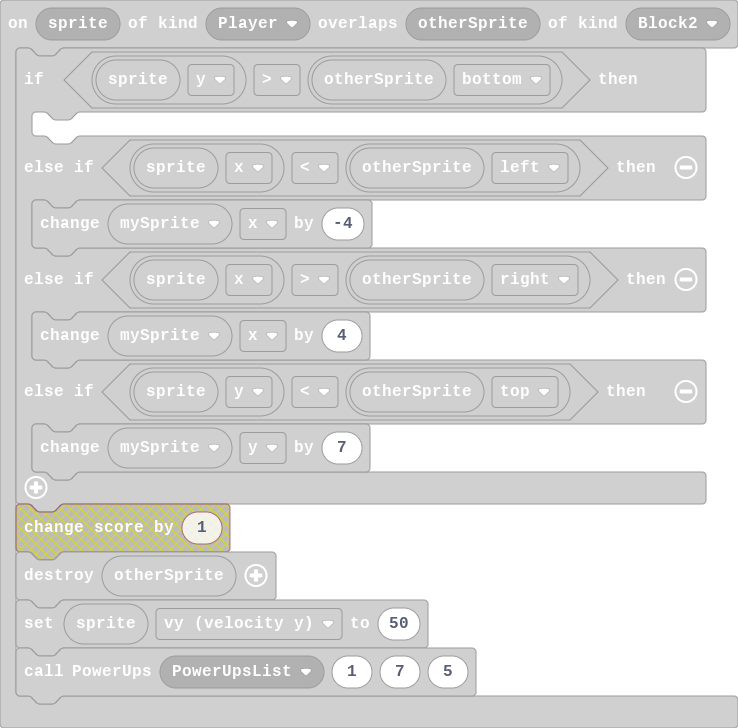 on sprite of kind Player overlaps otherSprite of kind Block2
if sprite y > otherSprite bottom then
else if sprite x < otherSprite left then
change mySprite x by -4
else if sprite x > otherSprite right then
change mySprite x by 4
else if sprite y < otherSprite top then
change mySprite y by 7
change score by 1
destroy otherSprite
set sprite vy (velocity y) to 50
call PowerUps PowerUpsList 1 7 5